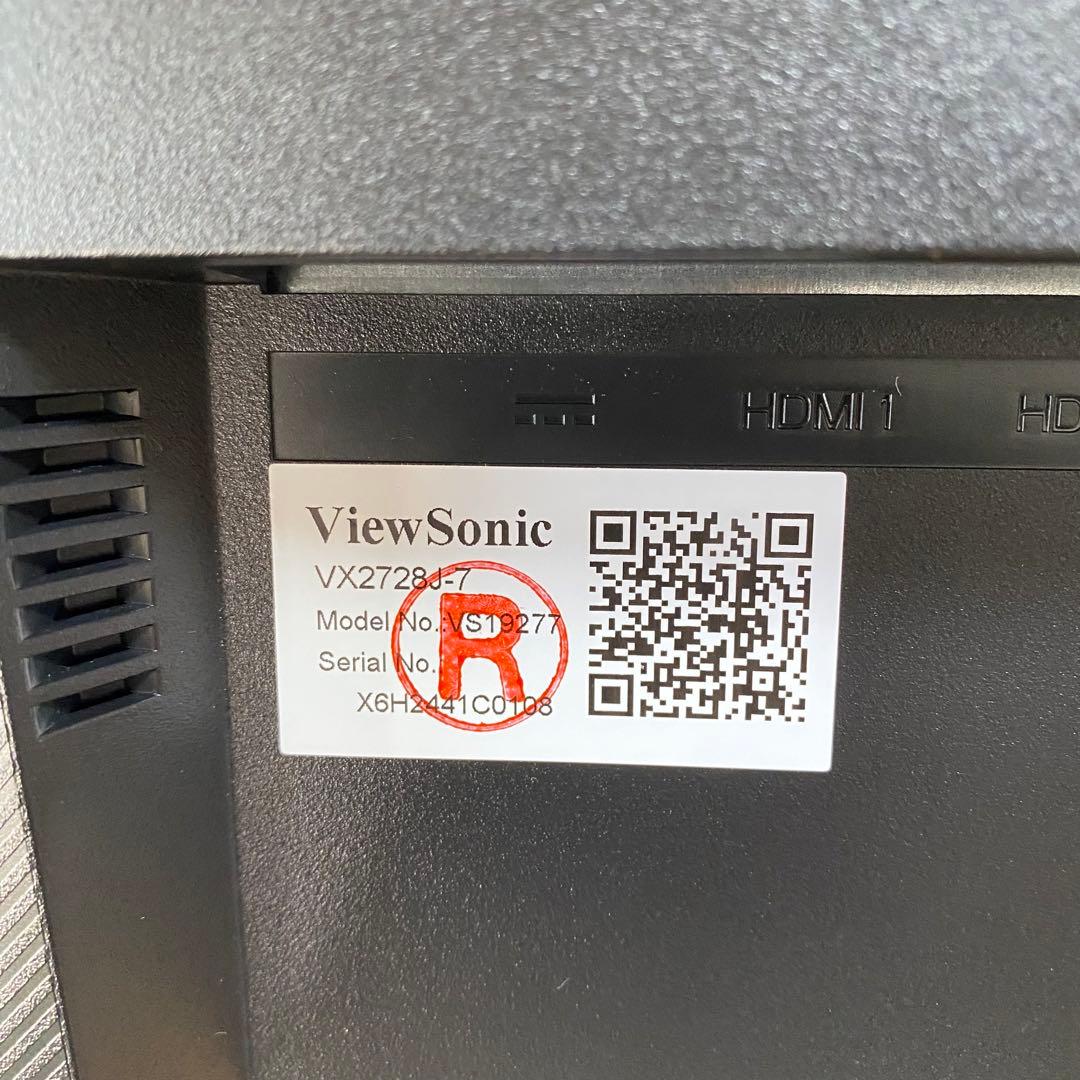 HDMI 1
HD
ViewSonic
VX2728J-7
Model No.:VS19277
Serial No.:
X6H2441C0108
R